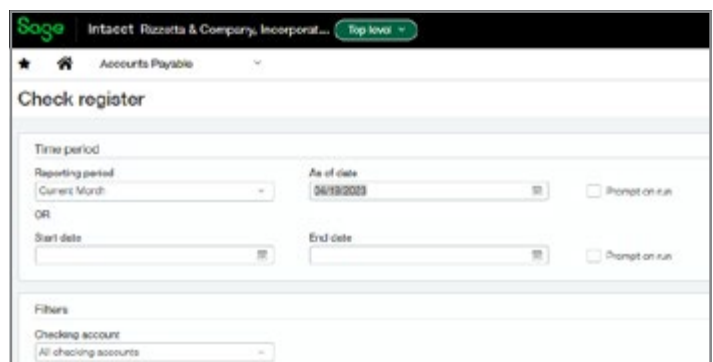 Sage Intacct Rizzetta & Company, Incorporat... Top level
Accounts Payable
Check register
Time period
Reporting period As of date
Current Month 04/19/2023 Prompt on run
OR
Start date End date
Prompt on run
Filters
Checking account
All checking accounts